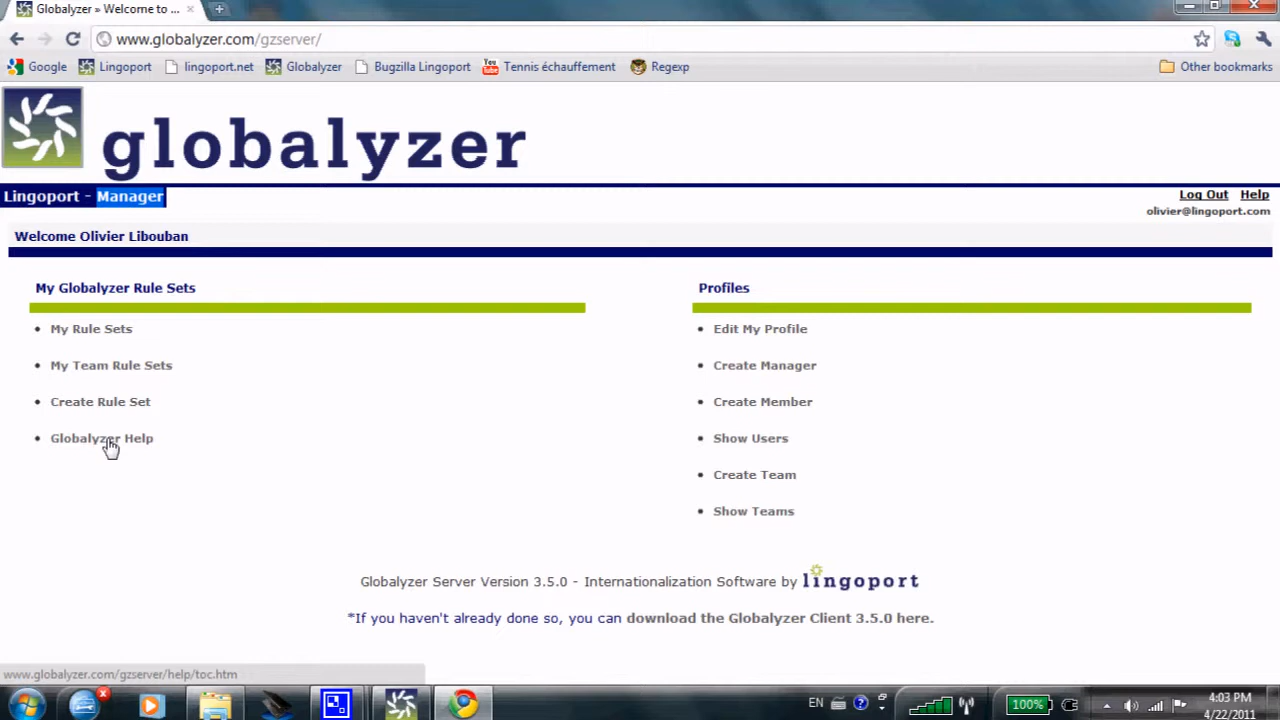 Globalyzer » Welcome to ...
www.globalyzer.com/gzserver/
Google Lingoport lingoport.net Globalyzer Bugzilla Lingoport You Tube Tennis échauffement Regexp Other bookmarks
globalyzer
Lingoport - Manager
Log Out Help
olivier@lingoport.com
Welcome Olivier Libouban
My Globalyzer Rule Sets
My Rule Sets
My Team Rule Sets
Create Rule Set
Globalyzer Help
Profiles
Edit My Profile
Create Manager
Create Member
Show Users
Create Team
Show Teams
Globalyzer Server Version 3.5.0 - Internationalization Software by lingoport
*If you haven't already done so, you can download the Globalyzer Client 3.5.0 here.
www.globalyzer.com/gzserver/help/toc.htm
EN
100%
4:03 PM
4/22/2011